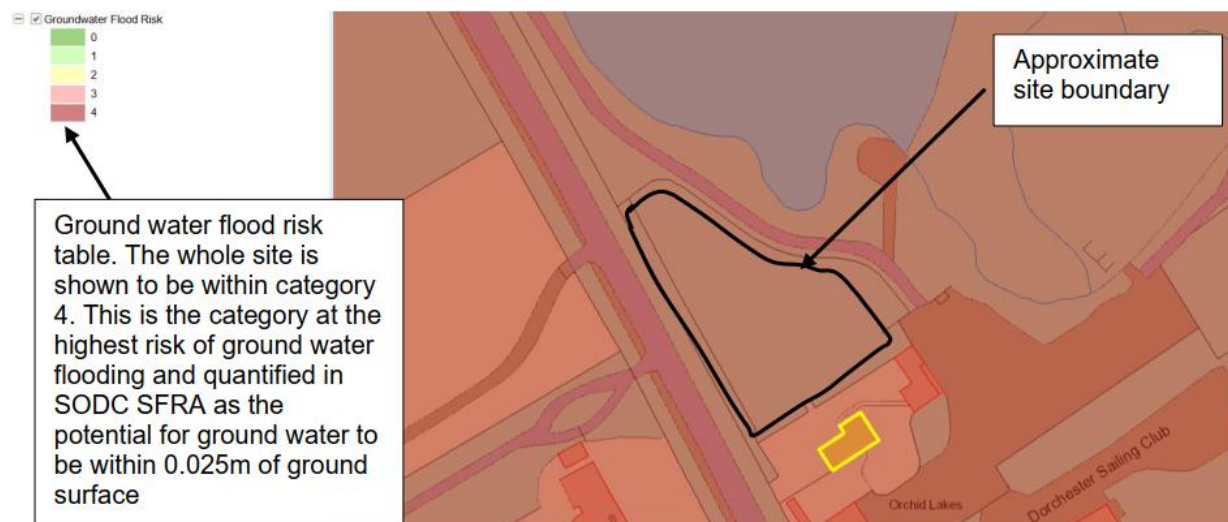 Groundwater Flood Risk
0
1
2
3
4
Approximate
site boundary
Ground water flood risk
table. The whole site is
shown to be within category
4. This is the category at the
highest risk of ground water
flooding and quantified in
SODC SFRA as the
potential for ground water to
be within 0.025m of ground
surface
E
Orchid Lakes
Dorchester Sailing Club